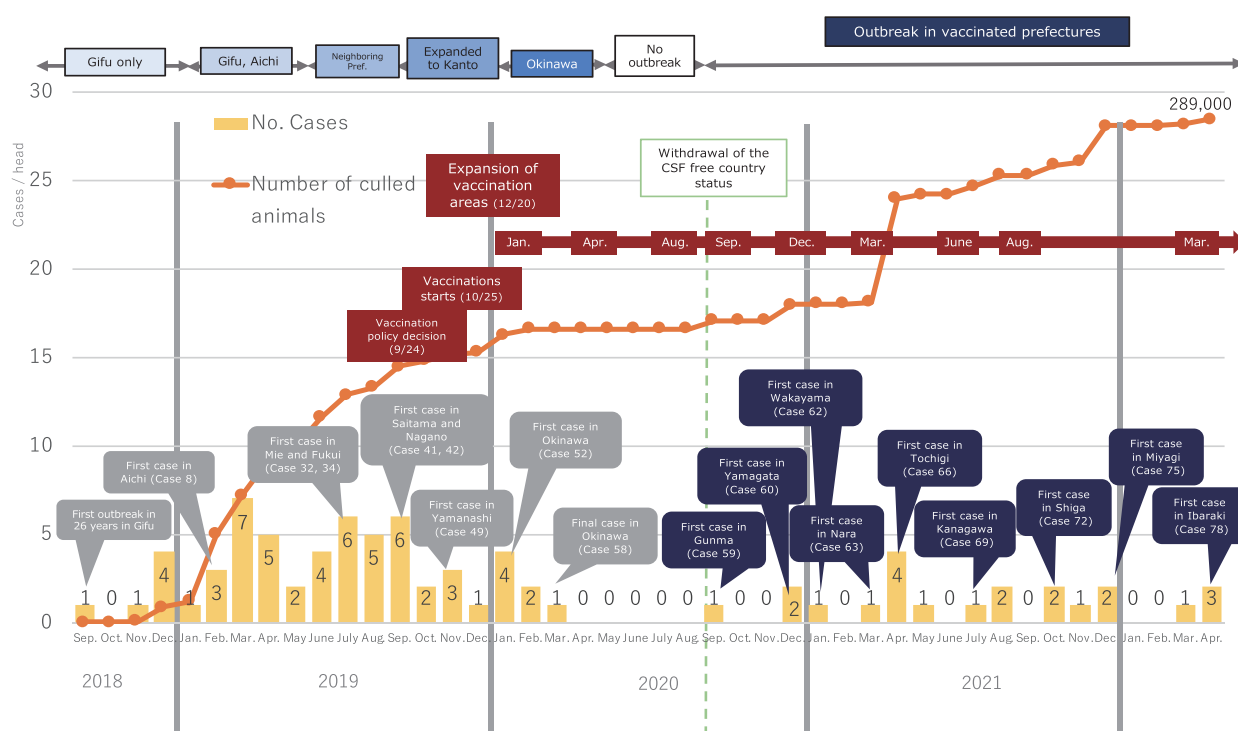 Gifu only
Gifu, Aichi
Neighboring
Pref.
Expanded
to Kanto
Okinawa
No
outbreak
Outbreak in vaccinated prefectures
30
25
20
15
10
5
0
Cases / head
No. Cases
Number of culled
animals
289,000
Expansion of
vaccination
areas (12/20)
Withdrawal of the
CSF free country
status
Jan.
Apr.
Aug.
Sep.
Dec.
Mar.
June
Aug.
Mar.
Vaccinations
starts (10/25)
Vaccination
policy decision
(9/24)
First outbreak in
26 years in Gifu
First case in
Aichi (Case 8)
First case in
Mie and Fukui
(Case 32, 34)
First case in
Saitama and
Nagano
(Case 41, 42)
First case in
Yamanashi
(Case 49)
First case in
Okinawa
(Case 52)
Final case in
Okinawa
(Case 58)
First case in
Gunma
(Case 59)
First case in
Yamagata
(Case 60)
First case in
Wakayama
(Case 62)
First case in
Nara
(Case 63)
First case in
Tochigi
(Case 66)
First case in
Kanagawa
(Case 69)
First case in
Shiga
(Case 72)
First case
in Miyagi
(Case 75)
First case
in Ibaraki
(Case 78)
1 0 1 4 1 3 7 5 2 4 6 5 6 2 3 1 4 2 1 0 0 0 0 0 1 0 0 2 1 0 1 4 1 0 1 2 0 2 1 2 0 0 1 3
Sep. Oct. Nov. Dec. Jan. Feb. Mar. Apr. May June July Aug. Sep. Oct. Nov. Dec. Jan. Feb. Mar. Apr. May June July Aug. Sep. Oct. Nov. Dec. Jan. Feb. Mar. Apr. May June July Aug. Sep. Oct. Nov. Dec. Jan. Feb. Mar. Apr.
2018
2019
2020
2021